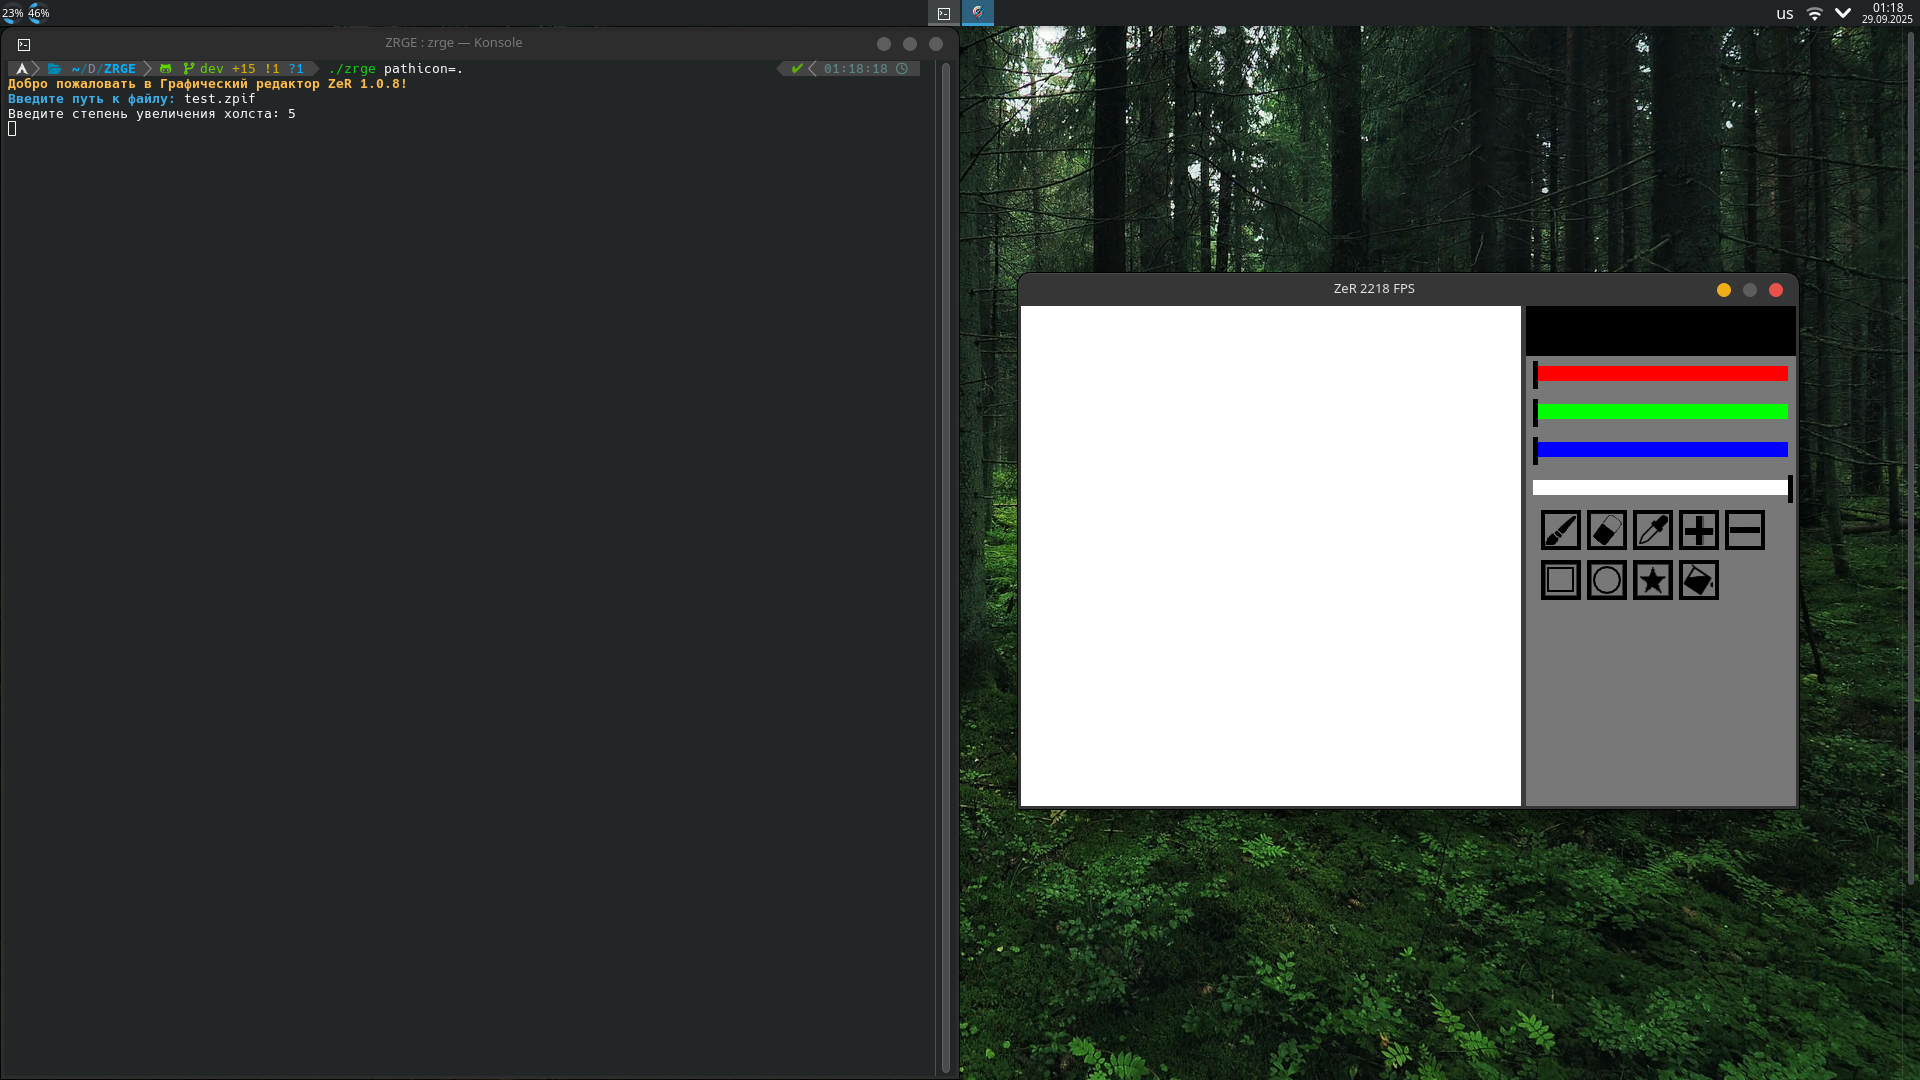 23% 46%
us
01:18
29.09.2025
ZRGE : zrge — Konsole
~/D/ZRGE dev +15 !1 ?1 ./zrge pathicon=. 01:18:18
Добро пожаловать в Графический редактор ZeR 1.0.8!
Введите путь к файлу: test.zpif
Введите степень увеличения холста: 5
ZeR 2218 FPS